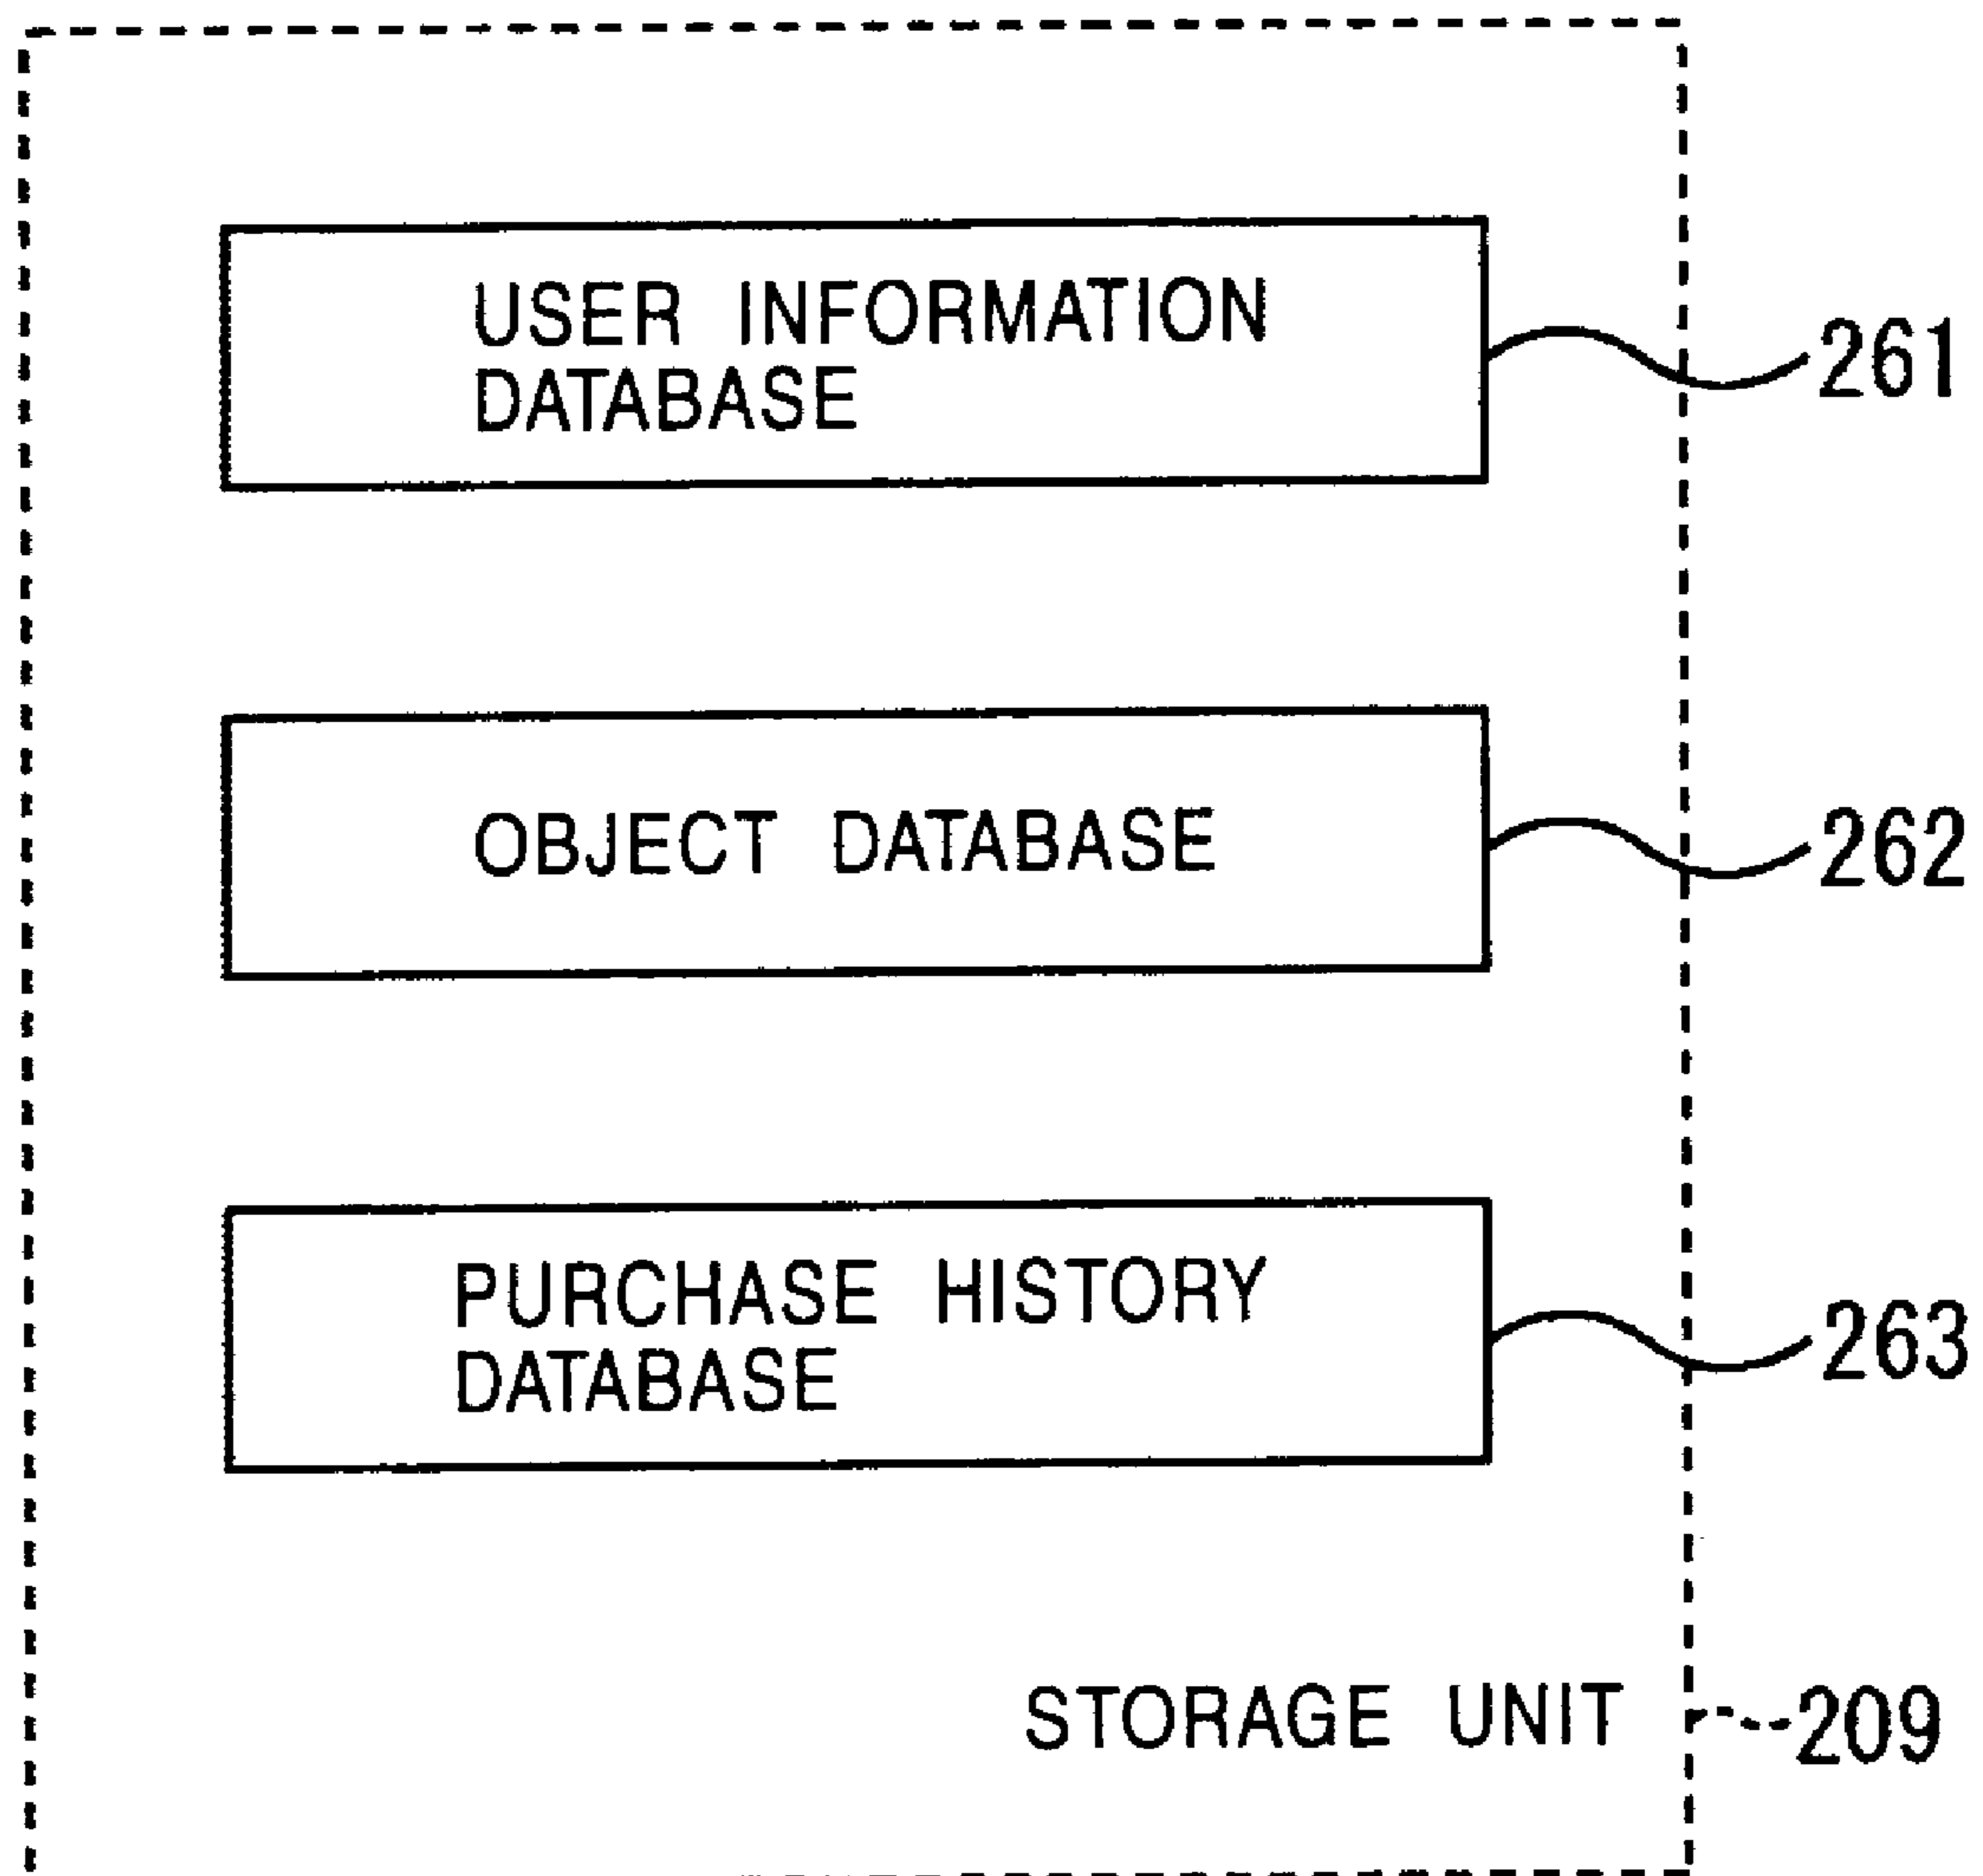 USER INFORMATION
DATABASE
261
OBJECT DATABASE
262
PURCHASE HISTORY
DATABASE
263
STORAGE UNIT
209